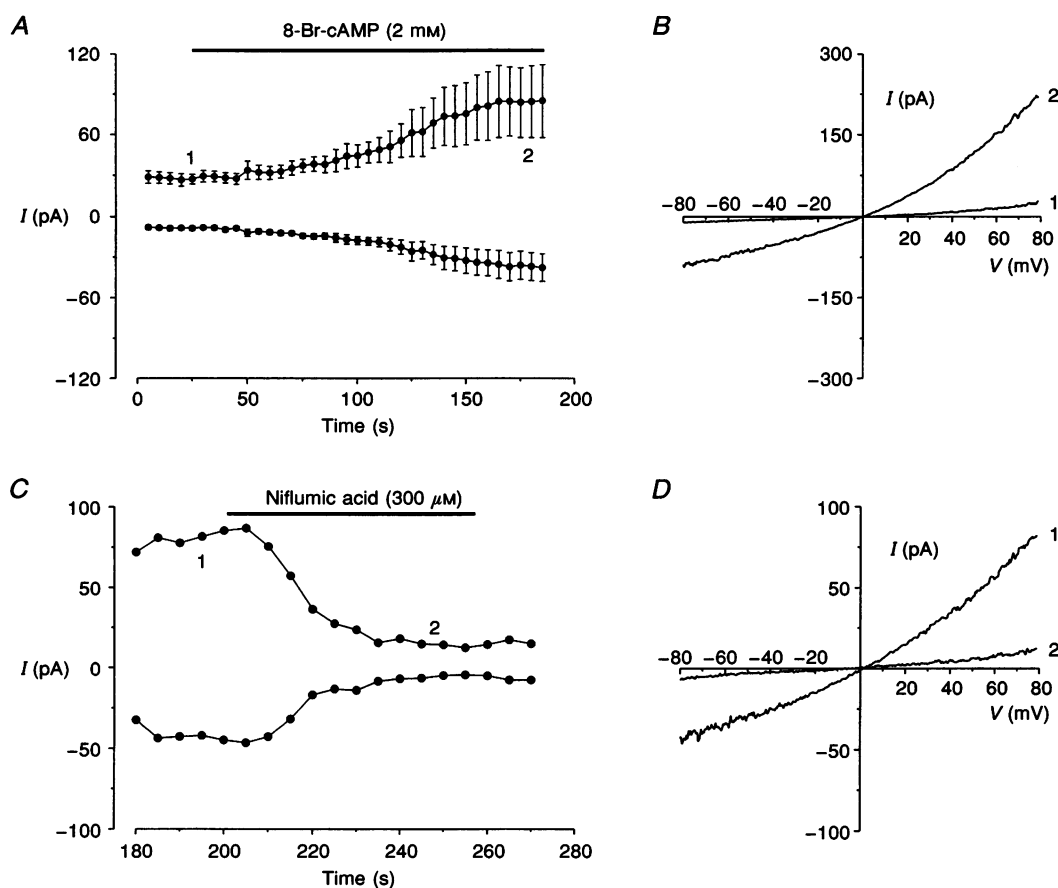 A
8-Br-cAMP (2 mM)
120
60
0
−60
−120
I (pA)
1
2
0 50 100 150 200
Time (s)
B
300
150
−150
−300
I (pA)
2
1
−80 −60 −40 −20
20 40 60 80
V (mV)
C
Niflumic acid (300 μM)
100
50
0
−50
−100
I (pA)
1
2
180 200 220 240 260 280
Time (s)
D
100
50
−50
−100
I (pA)
1
2
−80 −60 −40 −20
20 40 60 80
V (mV)